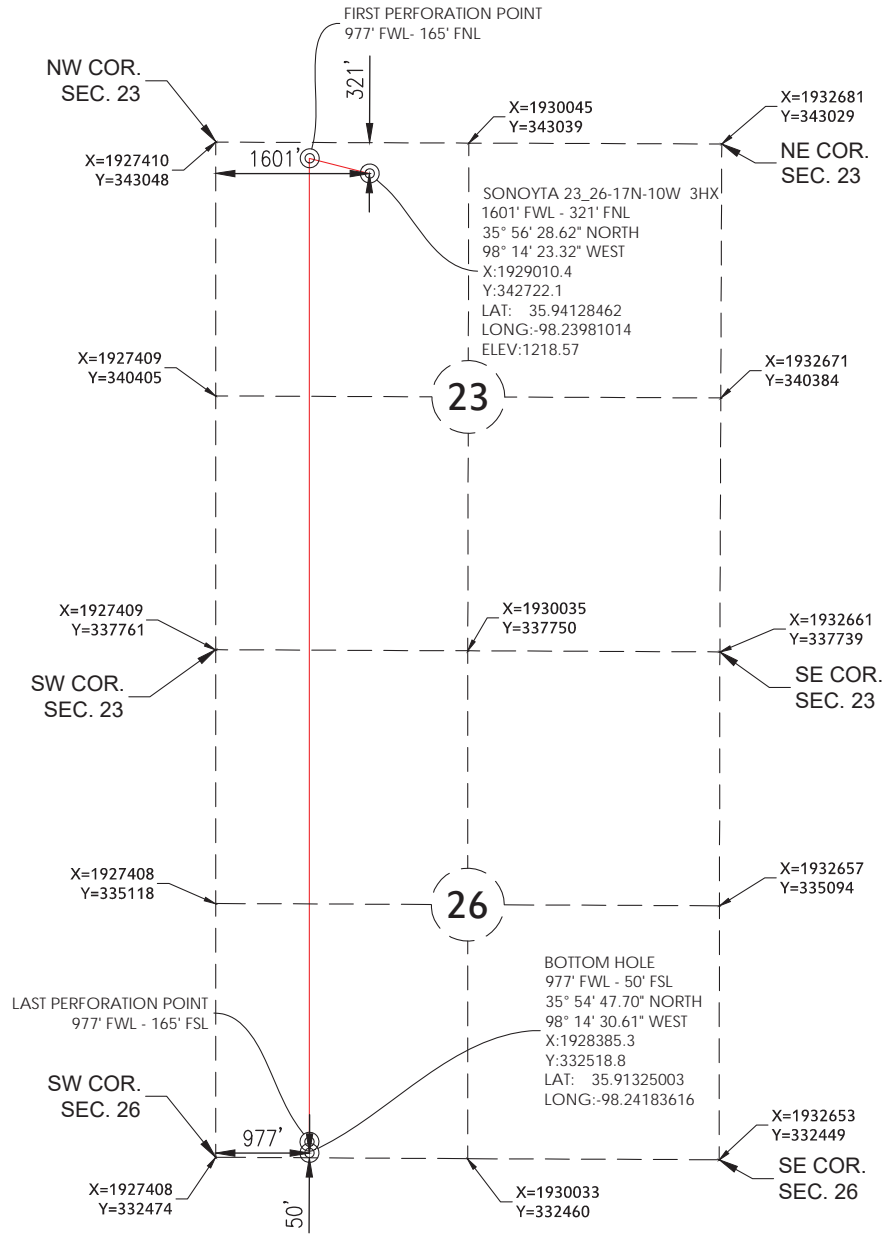 FIRST PERFORATION POINT
977' FWL- 165' FNL
NW COR.
SEC. 23
321'
X=1930045
Y=343039
X=1932681
Y=343029
X=1927410
Y=343048
1601'
NE COR.
SEC. 23
SONOYTA 23_26-17N-10W 3HX
1601' FWL - 321' FNL
35° 56' 28.62" NORTH
98° 14' 23.32" WEST
X:1929010.4
Y:342722.1
LAT: 35.94128462
LONG:-98.23981014
ELEV:1218.57
X=1927409
Y=340405
X=1932671
Y=340384
23
X=1927409
Y=337761
X=1930035
Y=337750
X=1932661
Y=337739
SW COR.
SEC. 23
SE COR.
SEC. 23
X=1927408
Y=335118
X=1932657
Y=335094
26
BOTTOM HOLE
977' FWL - 50' FSL
35° 54' 47.70" NORTH
98° 14' 30.61" WEST
X:1928385.3
Y:332518.8
LAT: 35.91325003
LONG:-98.24183616
LAST PERFORATION POINT
977' FWL - 165' FSL
SW COR.
SEC. 26
977'
X=1932653
Y=332449
SE COR.
SEC. 26
X=1927408
Y=332474
50'
X=1930033
Y=332460